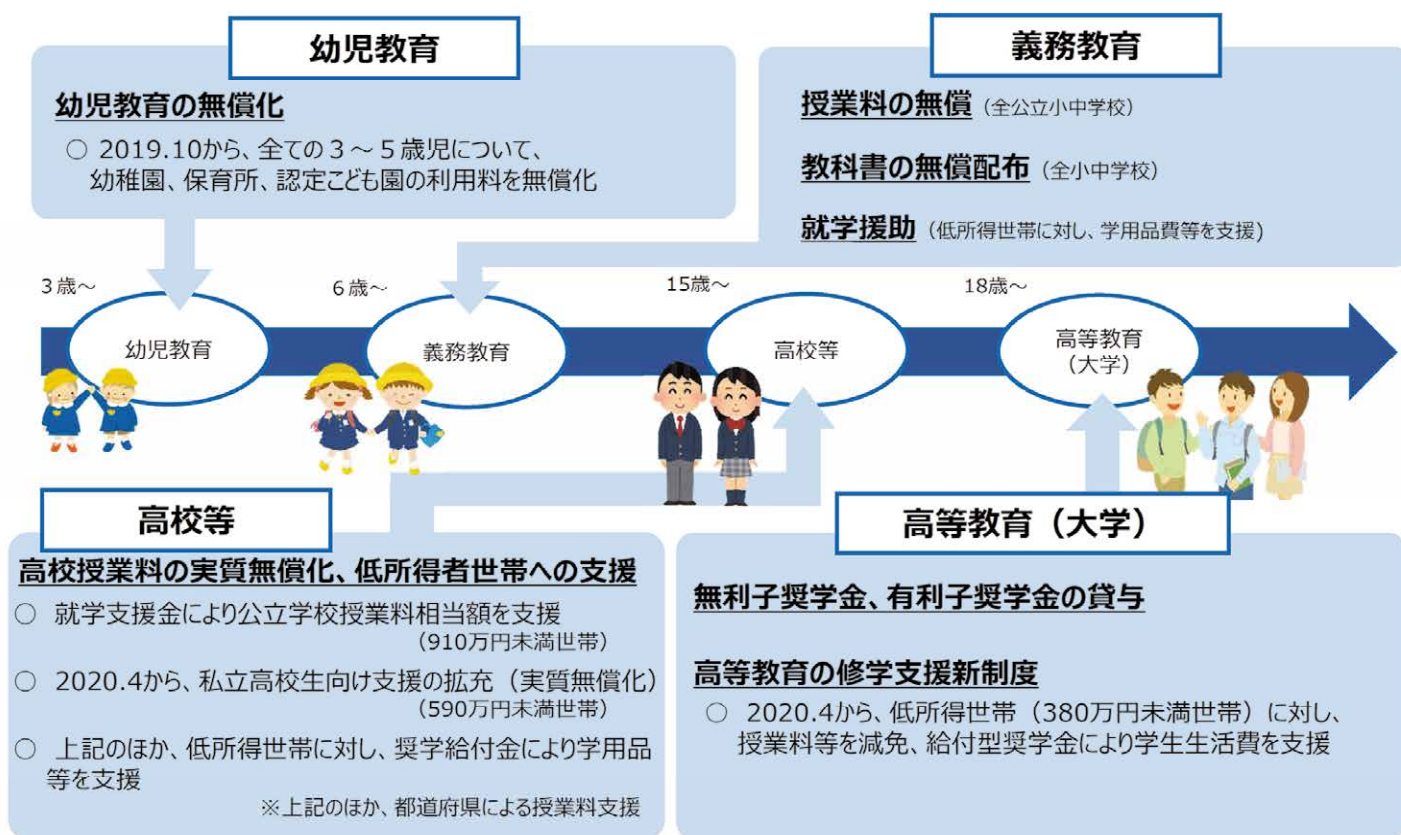 幼児教育
幼児教育の無償化
○ 2019.10から、全ての３～５歳児について、
幼稚園、保育所、認定こども園の利用料を無償化
義務教育
授業料の無償（全公立小中学校）
教科書の無償配布（全小中学校）
就学援助（低所得世帯に対し、学用品費等を支援)
３歳～
６歳～
15歳～
18歳～
幼児教育
義務教育
高校等
高等教育
（大学）
高校等
高校授業料の実質無償化、低所得者世帯への支援
○ 就学支援金により公立学校授業料相当額を支援
（910万円未満世帯）
○ 2020.4から、私立高校生向け支援の拡充（実質無償化）
（590万円未満世帯）
○ 上記のほか、低所得世帯に対し、奨学給付金により学用品
等を支援
※上記のほか、都道府県による授業料支援
高等教育（大学）
無利子奨学金、有利子奨学金の貸与
高等教育の修学支援新制度
○ 2020.4から、低所得世帯（380万円未満世帯）に対し、
授業料等を減免、給付型奨学金により学生生活費を支援